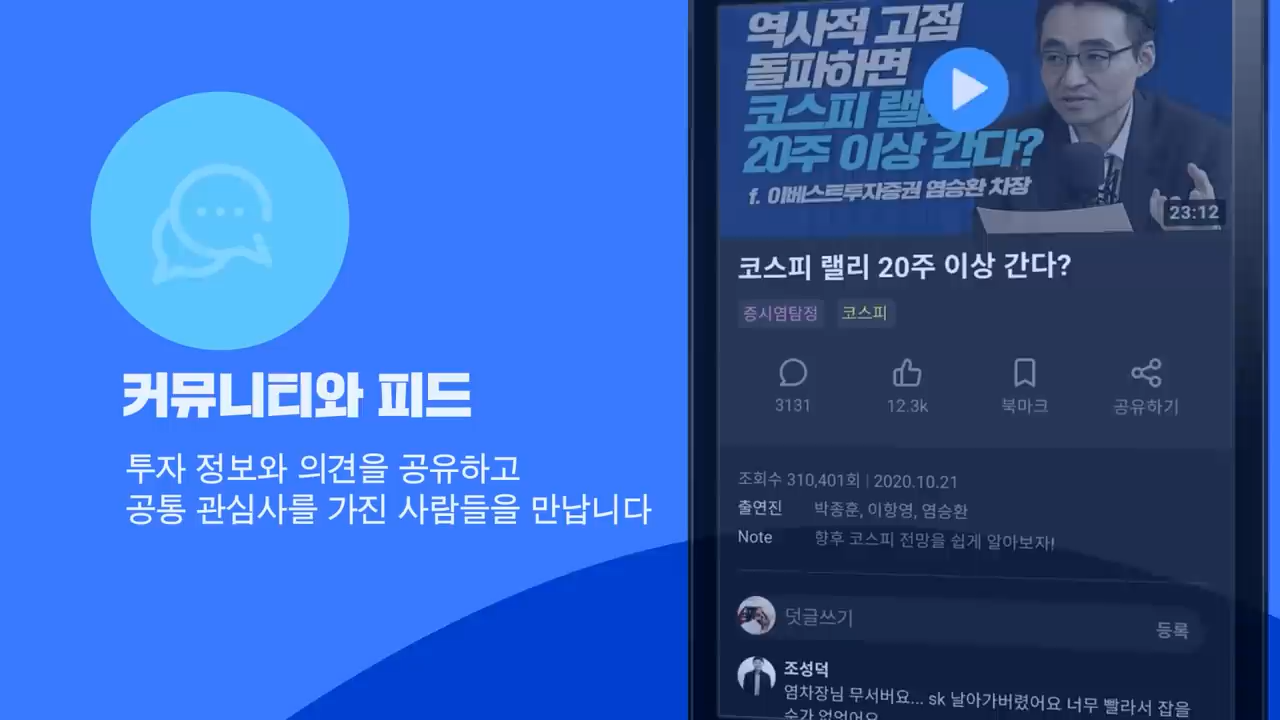 커뮤니티와 피드
투자 정보와 의견을 공유하고
공통 관심사를 가진 사람들을 만납니다
역사적 고점
돌파하면
코스피 랠리
20주 이상 간다?
f. 이베스트투자증권 염승환 차장
23:12
코스피 랠리 20주 이상 간다?
증시염탐정 코스피
3131 12.3k 북마크 공유하기
조회수 310,401회 | 2020.10.21
출연진 박종훈, 이항영, 염승환
Note 향후 코스피 전망을 쉽게 알아보자!
덧글쓰기
등록
조성덕
염차장님 무서버요... sk 날아가버렸어요 너무 빨라서 잡을
수가 없었어요